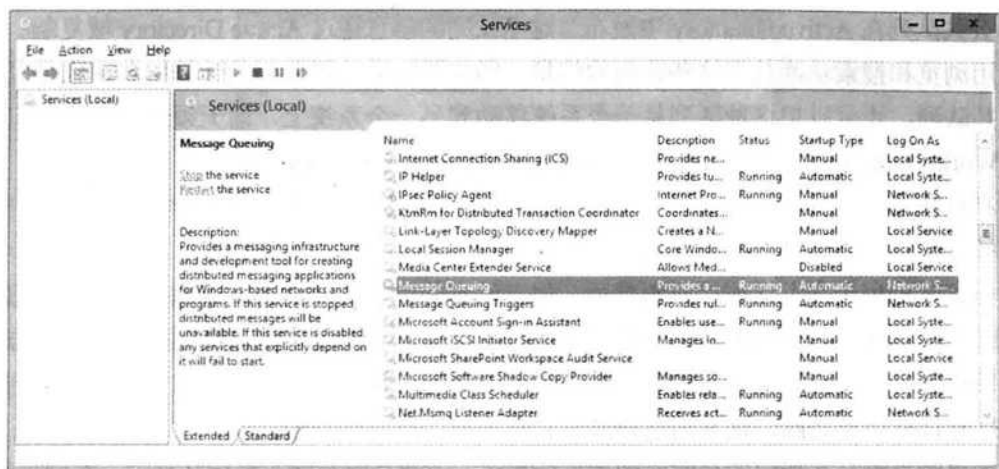 Services
File Action View Help
Services (Local)
Services (Local)
Message Queuing
Stop the service
Restart the service
Description:
Provides a messaging infrastructure
and development tool for creating
distributed messaging applications
for Windows-based networks and
programs. If this service is stopped,
distributed messages will be
unavailable. If this service is disabled,
any services that explicitly depend on
it will fail to start.
Name Description Status Startup Type Log On As
Internet Connection Sharing (ICS) Provides ne... Manual Local Syste...
IP Helper Provides tu... Running Automatic Local Syste...
IPsec Policy Agent Internet Pro... Running Manual Network S...
KtmRm for Distributed Transaction Coordinator Coordinates... Manual Network S...
Link-Layer Topology Discovery Mapper Creates a N... Manual Local Service
Local Session Manager Core Windo... Running Automatic Local Syste...
Media Center Extender Service Allows Med... Disabled Local Service
Message Queuing Provides a ... Running Automatic Network S...
Message Queuing Triggers Provides rul... Running Automatic Network S...
Microsoft Account Sign-in Assistant Enables use... Running Manual Local Syste...
Microsoft iSCSI Initiator Service Manages In... Manual Local Syste...
Microsoft SharePoint Workspace Audit Service Manual Local Service
Microsoft Software Shadow Copy Provider Manages so... Manual Local Syste...
Multimedia Class Scheduler Enables rela... Running Automatic Local Syste...
Net.Msmq Listener Adapter Receives act... Running Automatic Network S...
Extended Standard